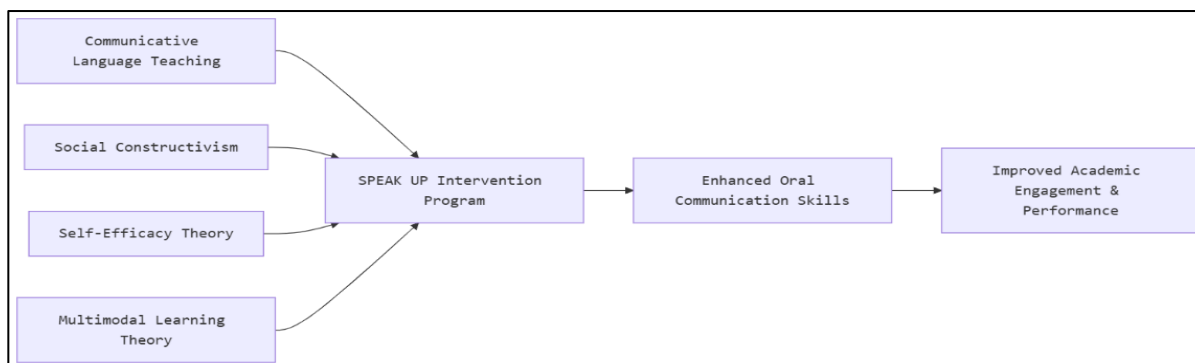 Communicative
Language Teaching
Social Constructivism
Self-Efficacy Theory
Multimodal Learning
Theory
SPEAK UP Intervention
Program
Enhanced Oral
Communication Skills
Improved Academic
Engagement &
Performance